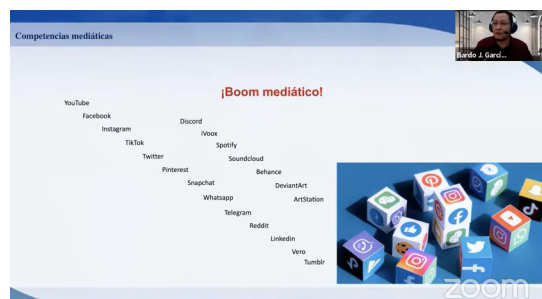 Competencias mediáticas
Bardo J. Garcí...
¡Boom mediático!
YouTube
Facebook
Instagram
TikTok
Twitter
Pinterest
Snapchat
Whatsapp
Telegram
Reddit
Linkedin
Vero
Tumblr
Discord
iVoox
Spotify
Soundcloud
Behance
DeviantArt
ArtStation
zoom